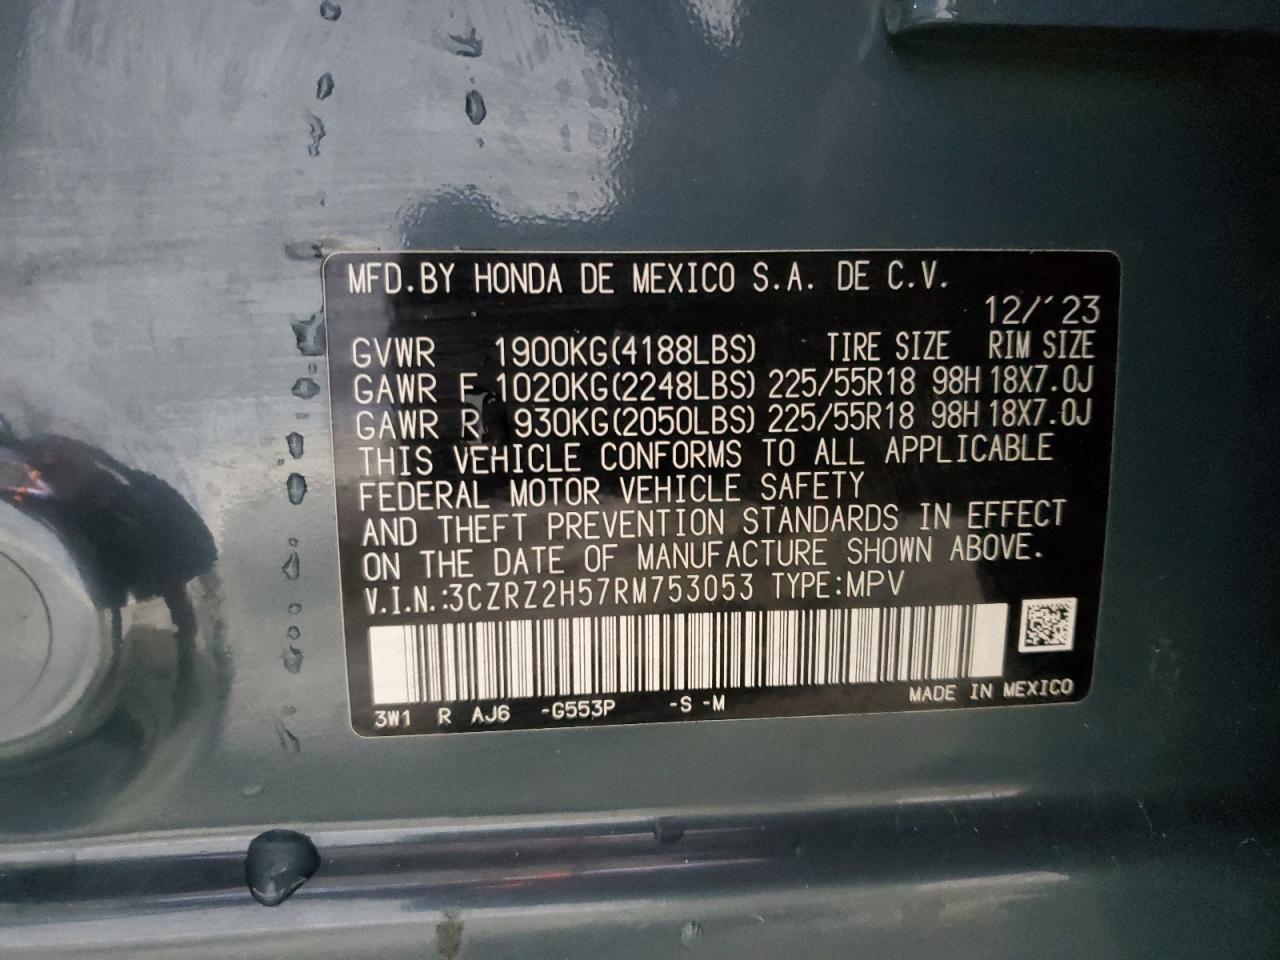 MFD.BY HONDA DE MEXICO S.A. DE C.V.
12/'23
GVWR 1900KG(4188LBS) TIRE SIZE RIM SIZE
GAWR F 1020KG(2248LBS) 225/55R18 98H 18X7.0J
GAWR R 930KG(2050LBS) 225/55R18 98H 18X7.0J
THIS VEHICLE CONFORMS TO ALL APPLICABLE
FEDERAL MOTOR VEHICLE SAFETY
AND THEFT PREVENTION STANDARDS IN EFFECT
ON THE DATE OF MANUFACTURE SHOWN ABOVE.
V.I.N.:3CZRZ2H57RM753053 TYPE:MPV
MADE IN MEXICO
3W1 R AJ6 -G553P -S -M